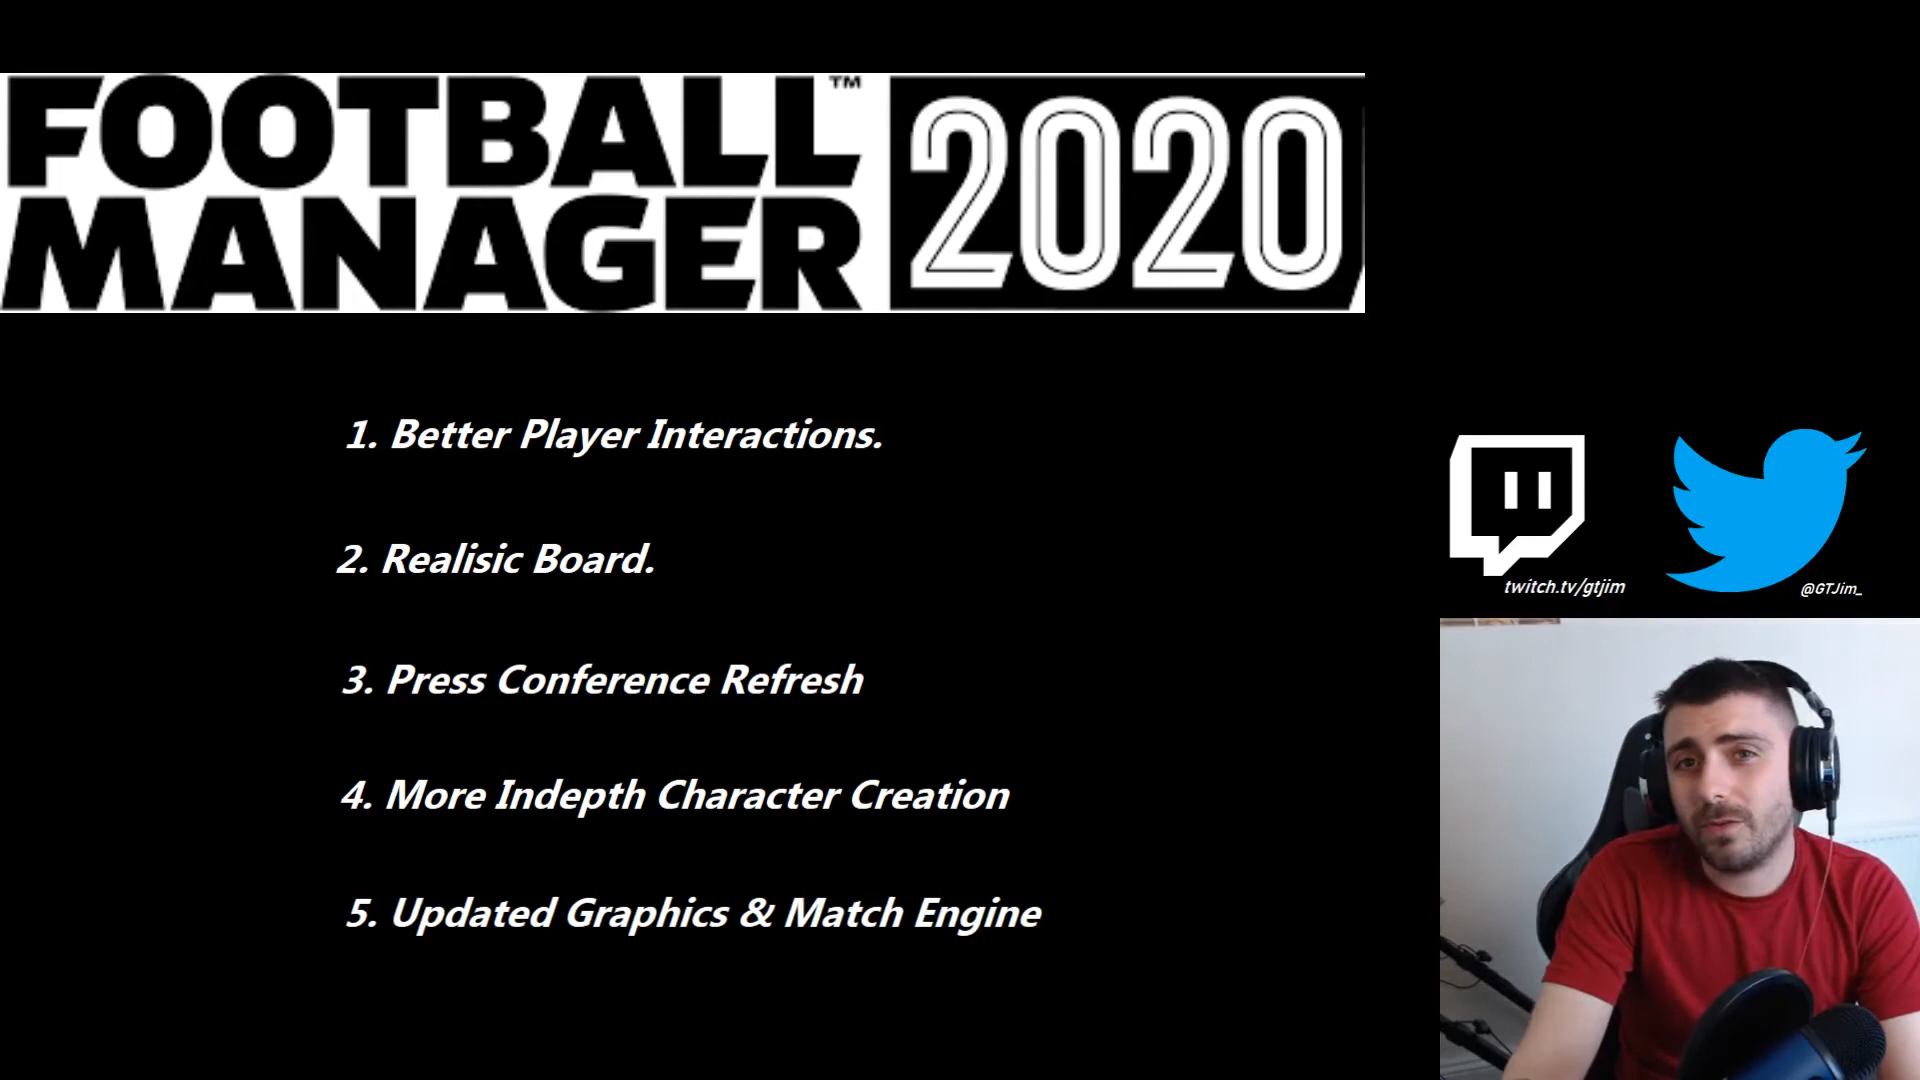 FOOTBALL™
MANAGER
2020
1. Better Player Interactions.
2. Realisic Board.
3. Press Conference Refresh
4. More Indepth Character Creation
5. Updated Graphics & Match Engine
twitch.tv/gtjim
@GTJim_